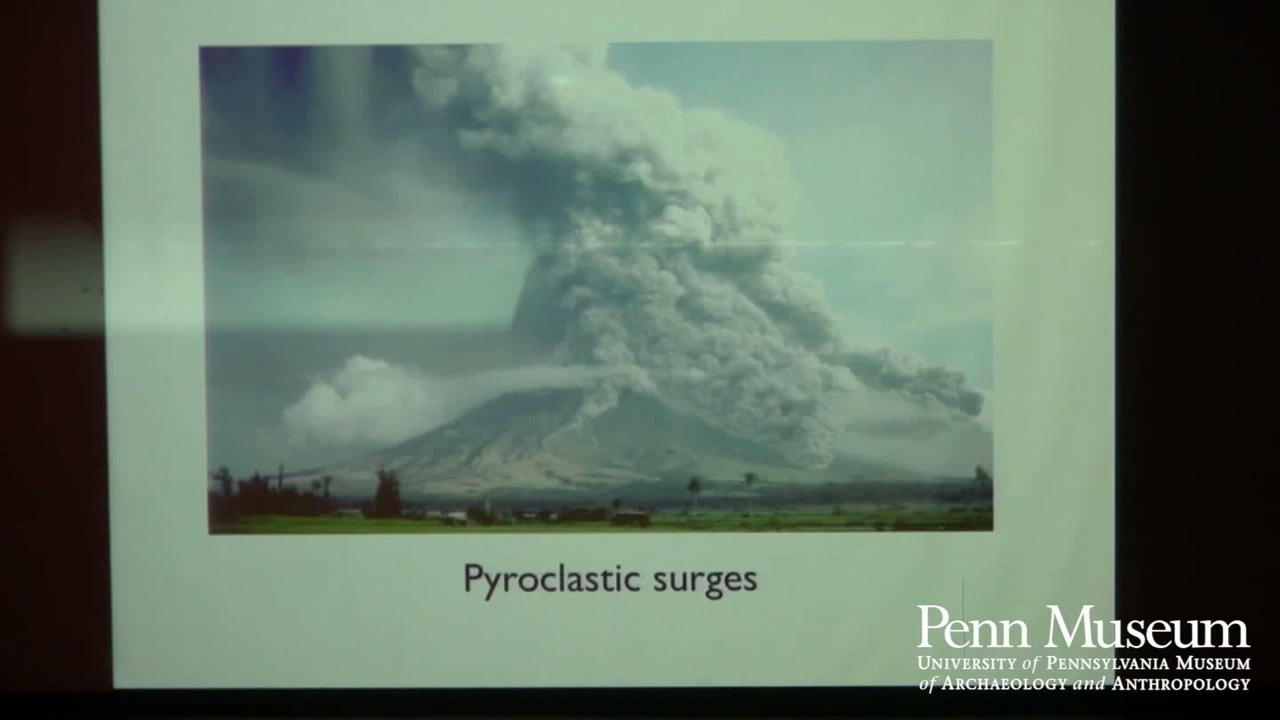 Pyroclastic surges
Penn Museum
UNIVERSITY of PENNSYLVANIA MUSEUM
of ARCHAEOLOGY and ANTHROPOLOGY